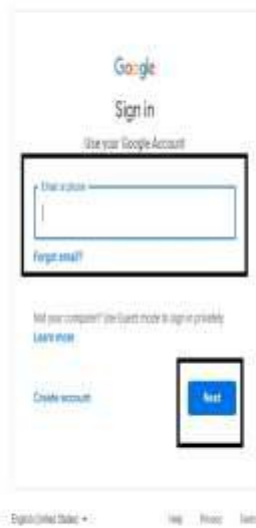 Google
Sign in
Use your Google Account
Email or phone
Forgot email?
Not your computer? Use Guest mode to sign in privately.
Learn more
Create account
Next
English (United States)
Help Privacy Terms